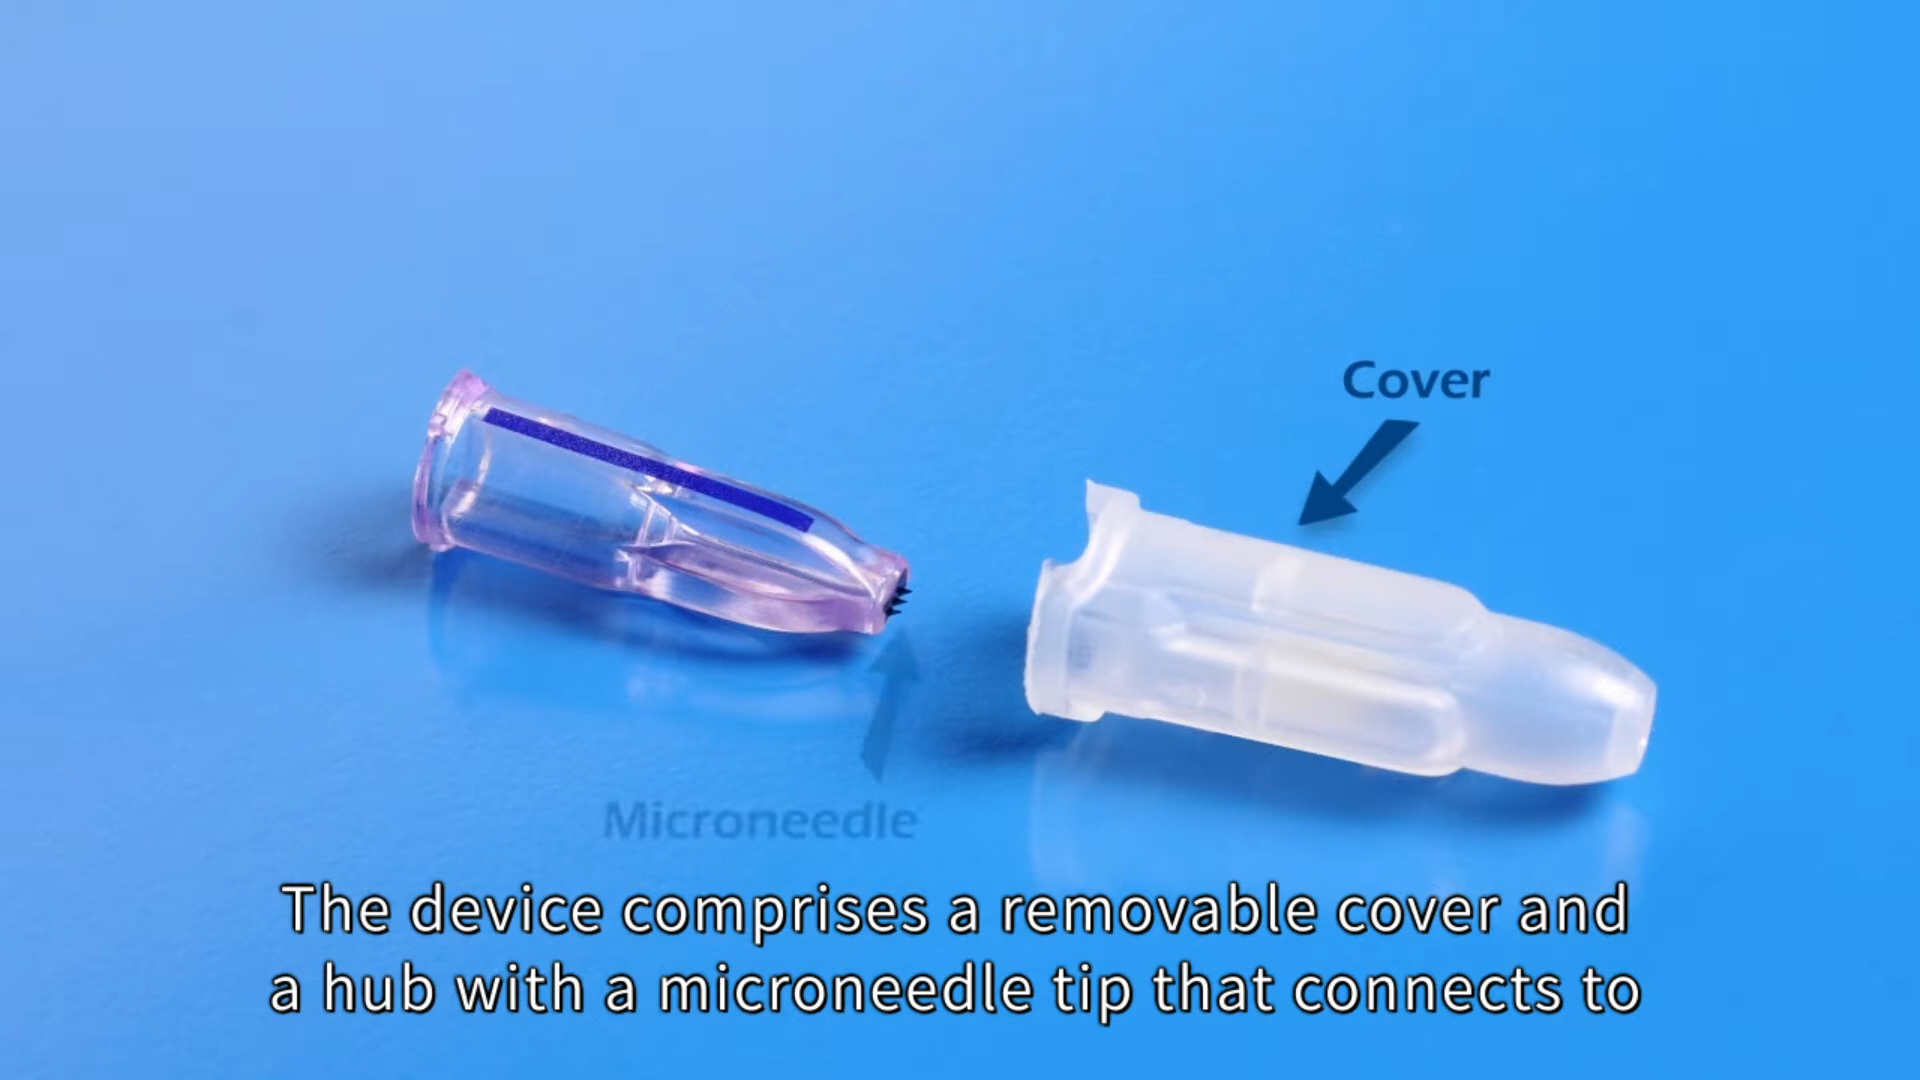 Cover
Microneedle
The device comprises a removable cover and
a hub with a microneedle tip that connects to